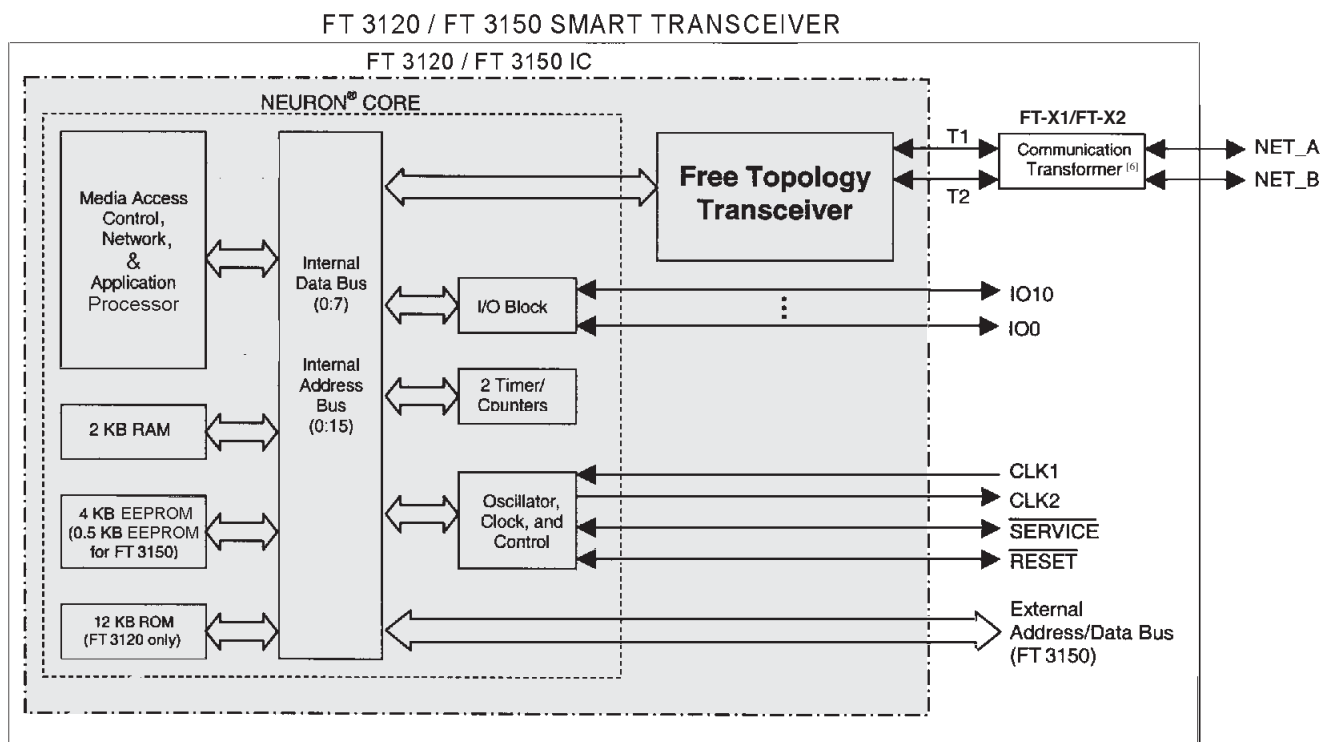 FT 3120 / FT 3150 SMART TRANSCEIVER
FT 3120 / FT 3150 IC
NEURON® CORE
Media Access
Control,
Network,
&
Application
Processor
2 KB RAM
4 KB EEPROM
(0.5 KB EEPROM
for FT 3150)
12 KB ROM
(FT 3120 only)
Internal
Data Bus
(0:7)
Internal
Address
Bus
(0:15)
Free Topology
Transceiver
I/O Block
2 Timer/
Counters
Oscillator,
Clock, and
Control
T1
T2
FT-X1/FT-X2
Communication
Transformer [6]
NET_A
NET_B
IO10
IO0
CLK1
CLK2
SERVICE
RESET
External
Address/Data Bus
(FT 3150)